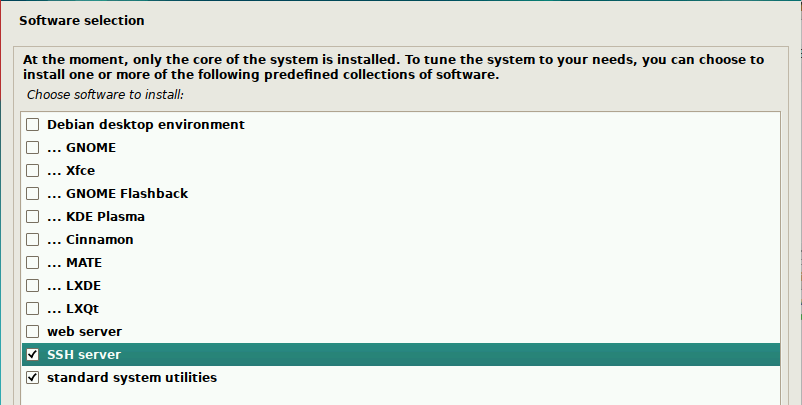 Software selection
At the moment, only the core of the system is installed. To tune the system to your needs, you can choose to
install one or more of the following predefined collections of software.
Choose software to install:
Debian desktop environment
... GNOME
... Xfce
... GNOME Flashback
... KDE Plasma
... Cinnamon
... MATE
... LXDE
... LXQt
web server
SSH server
standard system utilities